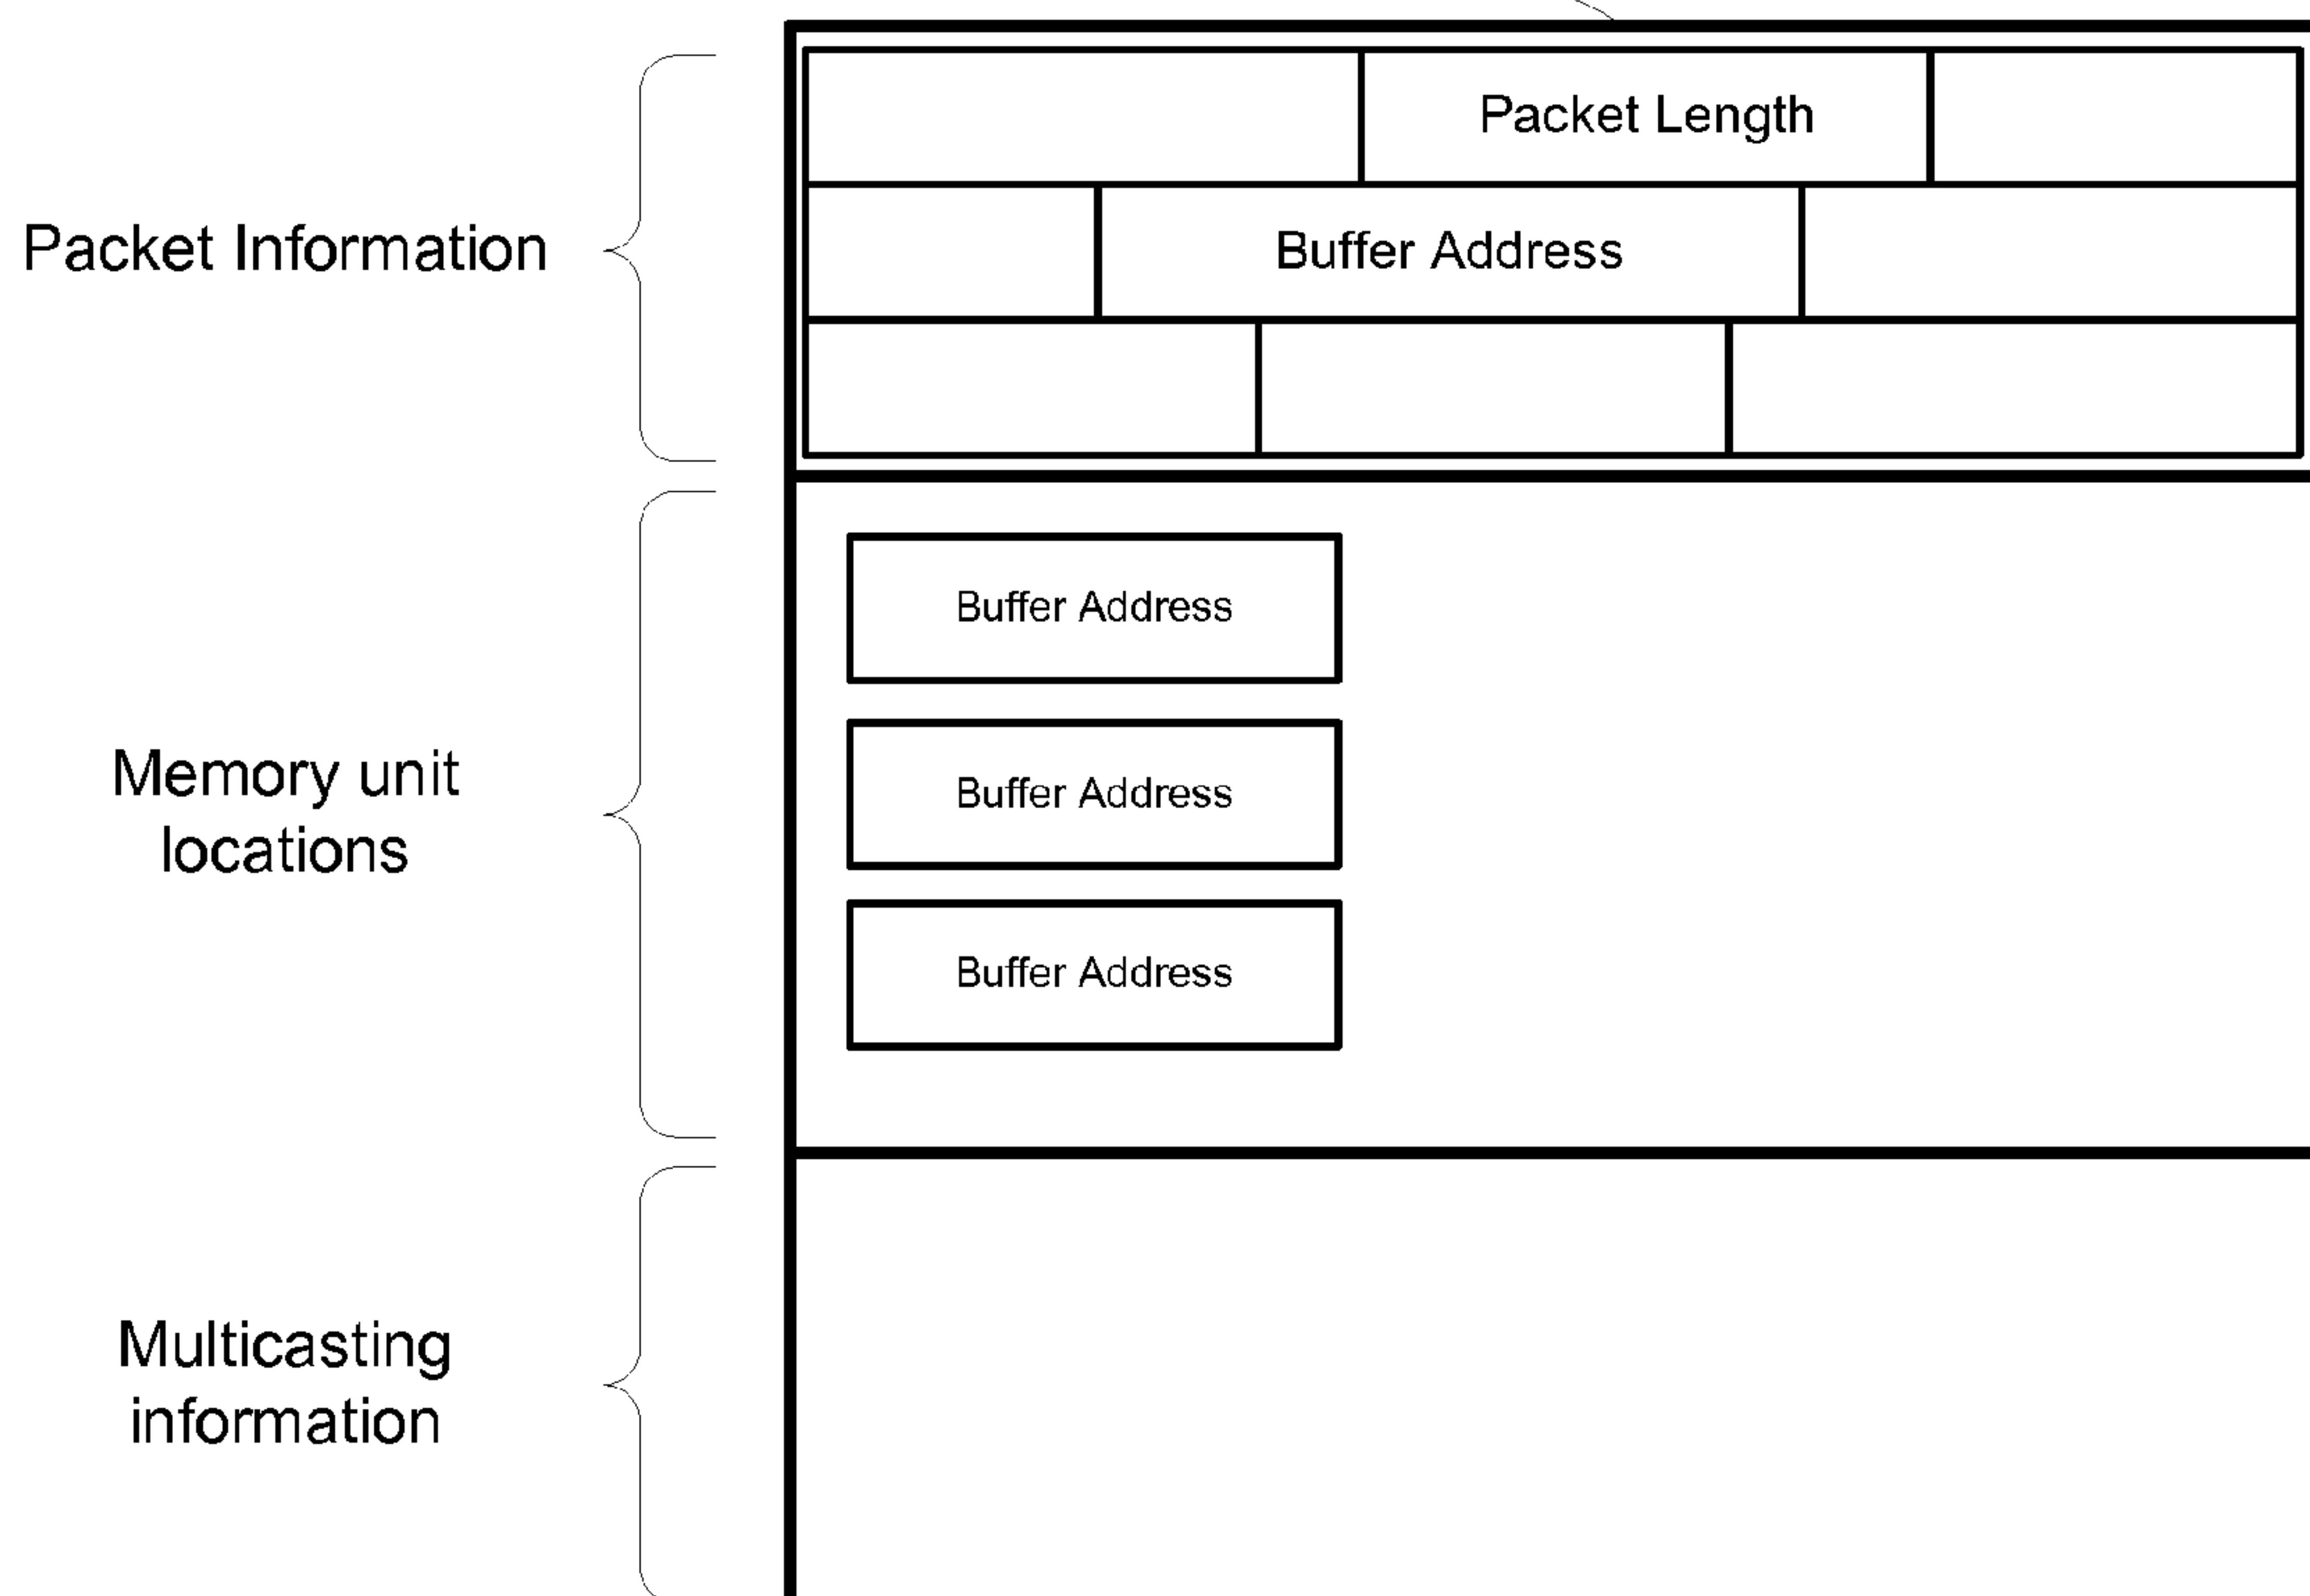 Packet Length
Packet Information
Buffer Address
Buffer Address
Memory unit
locations
Buffer Address
Buffer Address
Multicasting
information